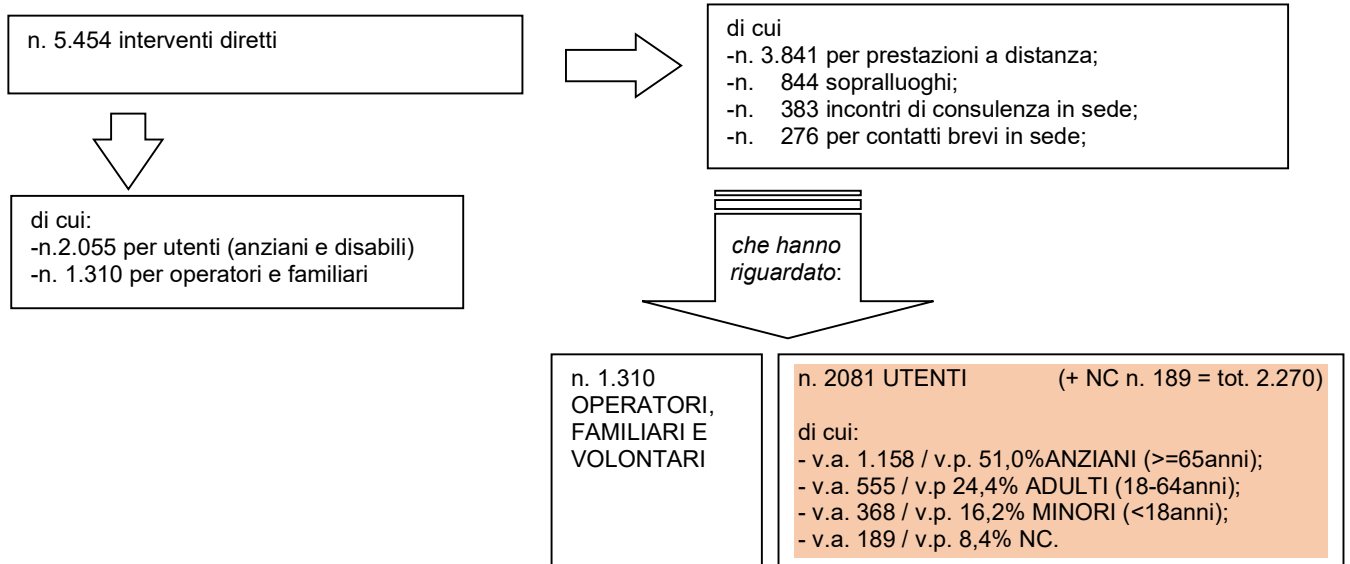 n. 5.454 interventi diretti
di cui
-n. 3.841 per prestazioni a distanza;
-n. 844 sopralluoghi;
-n. 383 incontri di consulenza in sede;
-n. 276 per contatti brevi in sede;
di cui:
-n.2.055 per utenti (anziani e disabili)
-n. 1.310 per operatori e familiari
che hanno
riguardato:
n. 1.310
OPERATORI,
FAMILIARI E
VOLONTARI
n. 2081 UTENTI (+ NC n. 189 = tot. 2.270)
di cui:
- v.a. 1.158 / v.p. 51,0%ANZIANI (>=65anni);
- v.a. 555 / v.p 24,4% ADULTI (18-64anni);
- v.a. 368 / v.p. 16,2% MINORI (<18anni);
- v.a. 189 / v.p. 8,4% NC.